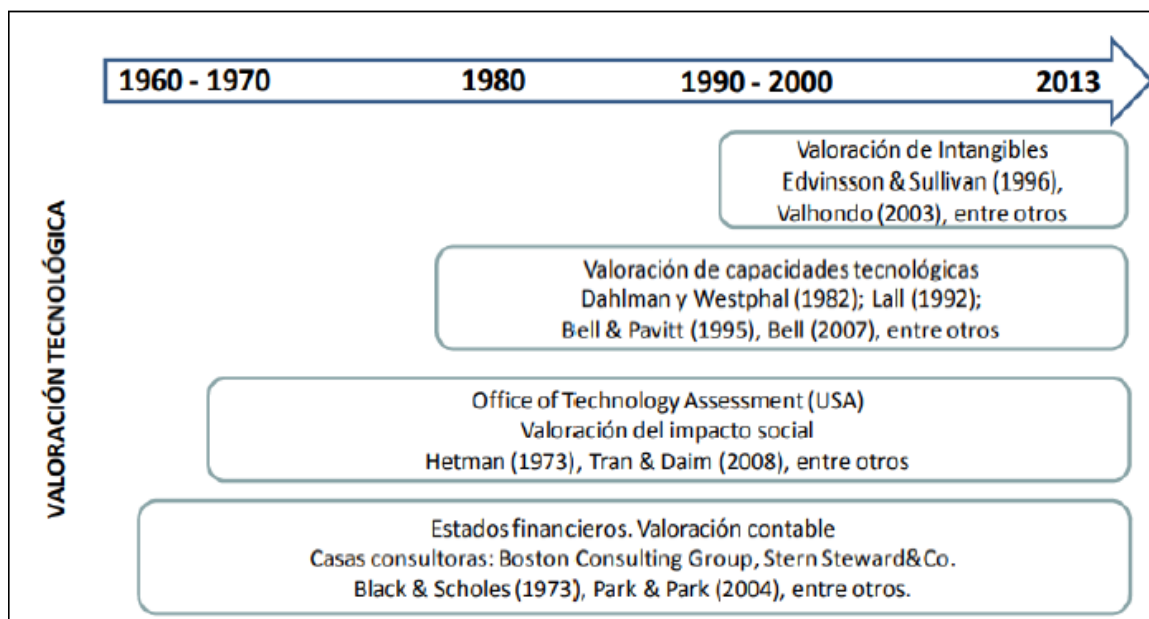 1960 - 1970 1980 1990 - 2000 2013
VALORACIÓN TECNOLÓGICA
Valoración de Intangibles
Edvinsson & Sullivan (1996),
Valhondo (2003), entre otros
Valoración de capacidades tecnológicas
Dahlman y Westphal (1982); Lall (1992);
Bell & Pavitt (1995), Bell (2007), entre otros
Office of Technology Assessment (USA)
Valoración del impacto social
Hetman (1973), Tran & Daim (2008), entre otros
Estados financieros. Valoración contable
Casas consultoras: Boston Consulting Group, Stern Steward&Co.
Black & Scholes (1973), Park & Park (2004), entre otros.